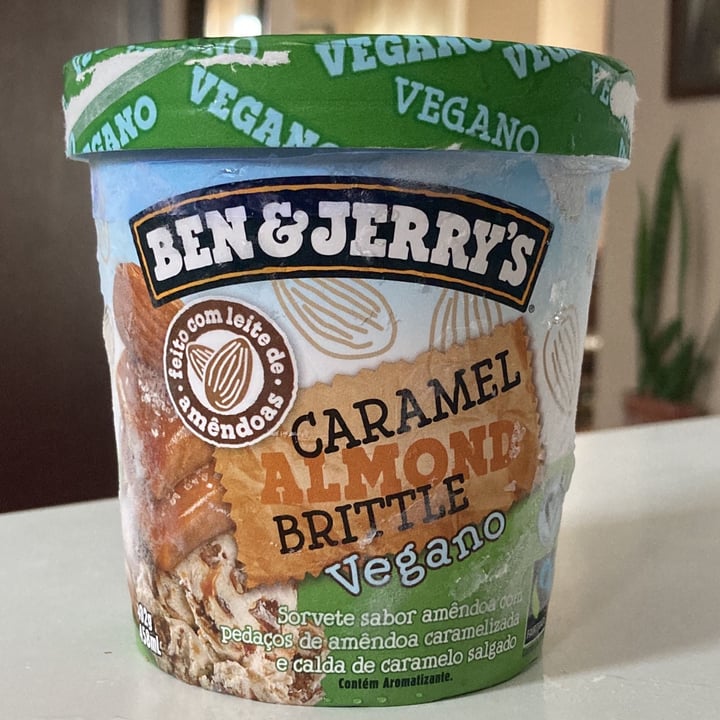 VEGANO
VEGANO
VEGANO
VEGANO
BEN & JERRY'S
feito com leite de
amêndoas
CARAMEL
ALMOND
BRITTLE
Vegano
Sorvete sabor amêndoa com
pedaços de amêndoa caramelizada
e calda de caramelo salgado
Contém Aromatizante.